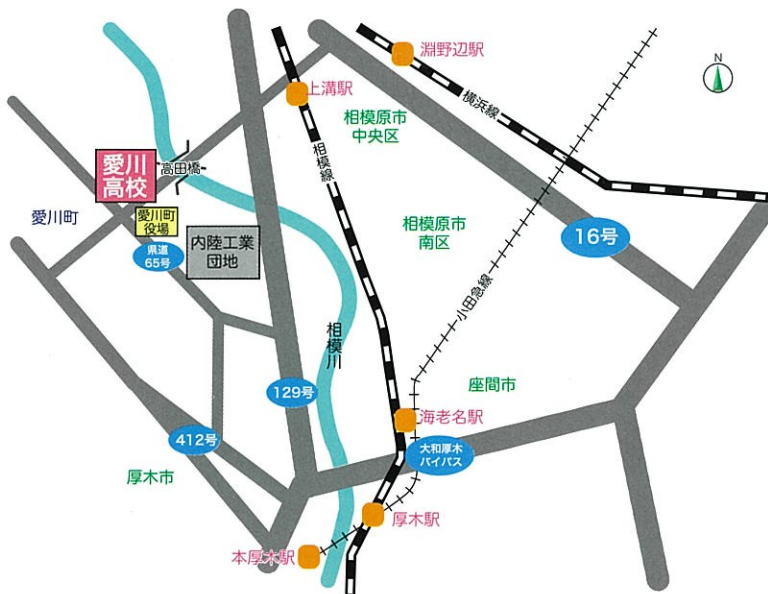 淵野辺駅
N
上溝駅
横浜線
相模原市
中央区
相模線
愛川
高校
高田橋
愛川町
愛川町
役場
県道
65号
内陸工業
団地
相模原市
南区
16号
小田急線
相模川
座間市
129号
海老名駅
412号
大和厚木
バイパス
厚木市
厚木駅
本厚木駅